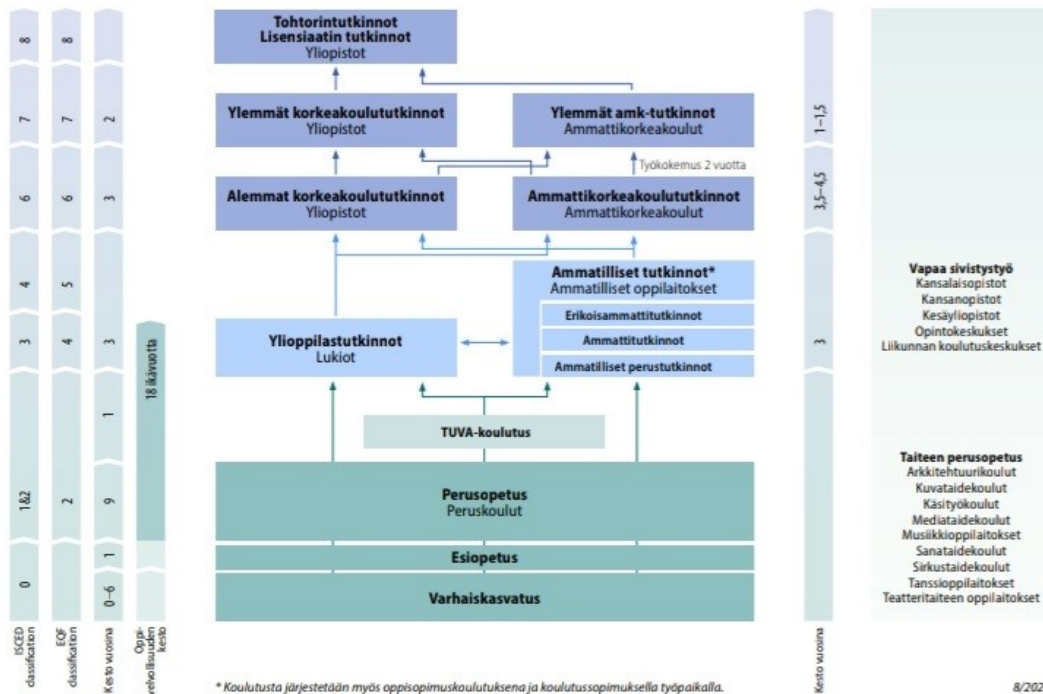 Tohtorintutkinnot
Lisensiaatin tutkinnot
Yliopistot
Ylemmät korkeakoulututkinnot
Yliopistot
Ylemmät amk-tutkinnot
Ammattikorkeakoulut
Työkokemus 2 vuotta
Alemmat korkeakoulututkinnot
Yliopistot
Ammattikorkeakoulututkinnot
Ammattikorkeakoulut
Ammatilliset tutkinnot*
Ammatilliset oppilaitokset
Erikoisammattitutkinnot
Ammattitutkinnot
Ammatilliset perustutkinnot
Ylioppilastutkinnot
Lukiot
TUVA-koulutus
Perusopetus
Peruskoulut
Esiopetus
Varhaiskasvatus
8
7
6
4
3
1&2
0
ISCED
classification
8
7
6
5
4
2
EQF
classification
2
3
3
1
9
1
0–6
Kesto vuosina
18 ikävuotta
Oppi-
velvollisuuden
kesto
1–1,5
3,5–4,5
3
Kesto vuosina
Vapaa sivistystyö
Kansalaisopistot
Kansanopistot
Kesäyliopistot
Opintokeskukset
Liikunnan koulutuskeskukset
Taiteen perusopetus
Arkkitehtuurikoulut
Kuvataidekoulut
Käsityökoulut
Mediataidekoulut
Musiikkioppilaitokset
Sanataidekoulut
Sirkustaidekoulut
Tanssioppilaitokset
Teatteritaiteen oppilaitokset
* Koulutusta järjestetään myös oppisopimuskoulutuksena ja koulutussopimuksella työpaikalla.
8/202